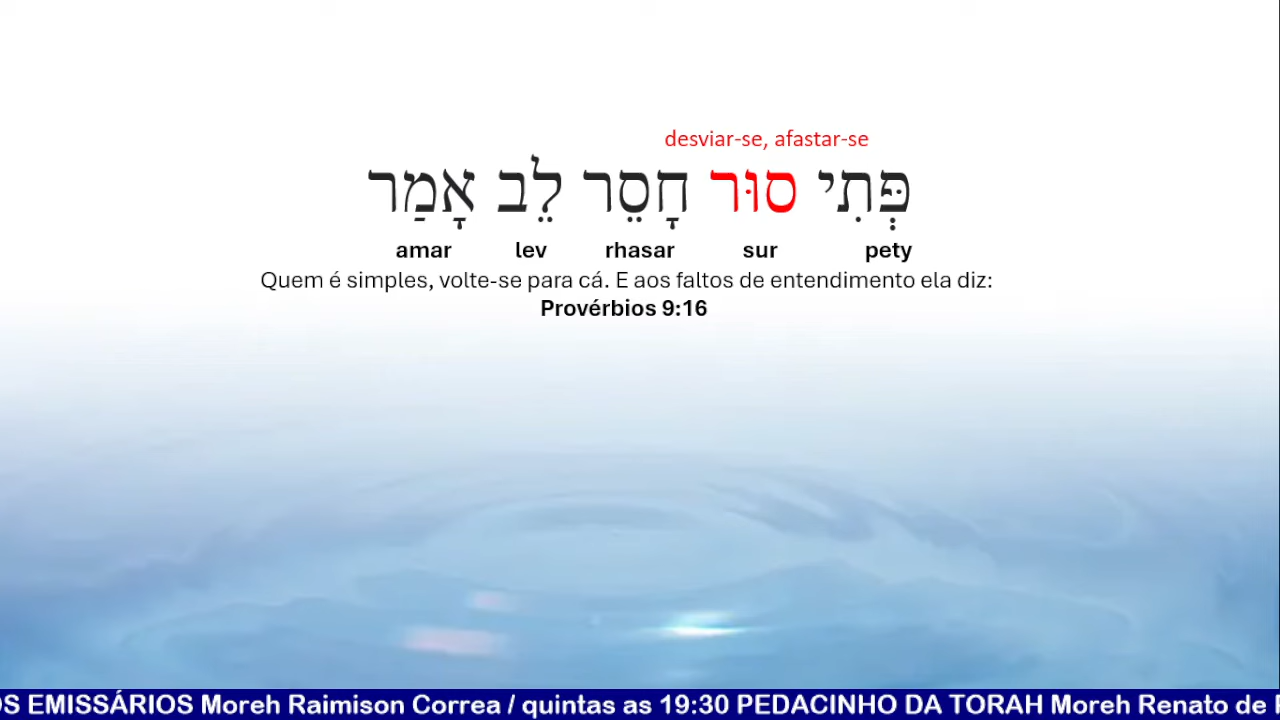 desviar-se, afastar-se
פְּתִי סוּר חָסֵר לֵב אָמַר
amar lev rhasar sur pety
Quem é simples, volte-se para cá. E aos faltos de entendimento ela diz:
Provérbios 9:16
OS EMISSÁRIOS Moreh Raimison Correa / quintas as 19:30 PEDACINHO DA TORAH Moreh Renato de